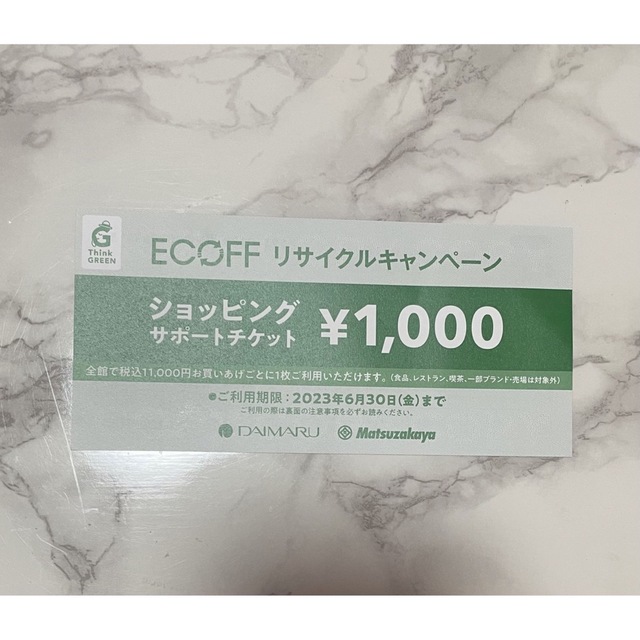 Think
GREEN
ECOFF リサイクルキャンペーン
ショッピング
サポートチケット
¥1,000
全館で税込11,000円お買いあげごとに1枚ご利用いただけます。(食品、レストラン、喫茶、一部ブランド・売場は対象外)
●ご利用期限:2023年6月30日(金)まで
ご利用の際は裏面の注意事項を必ずお読みください。
DAIMARU Matsuzakaya